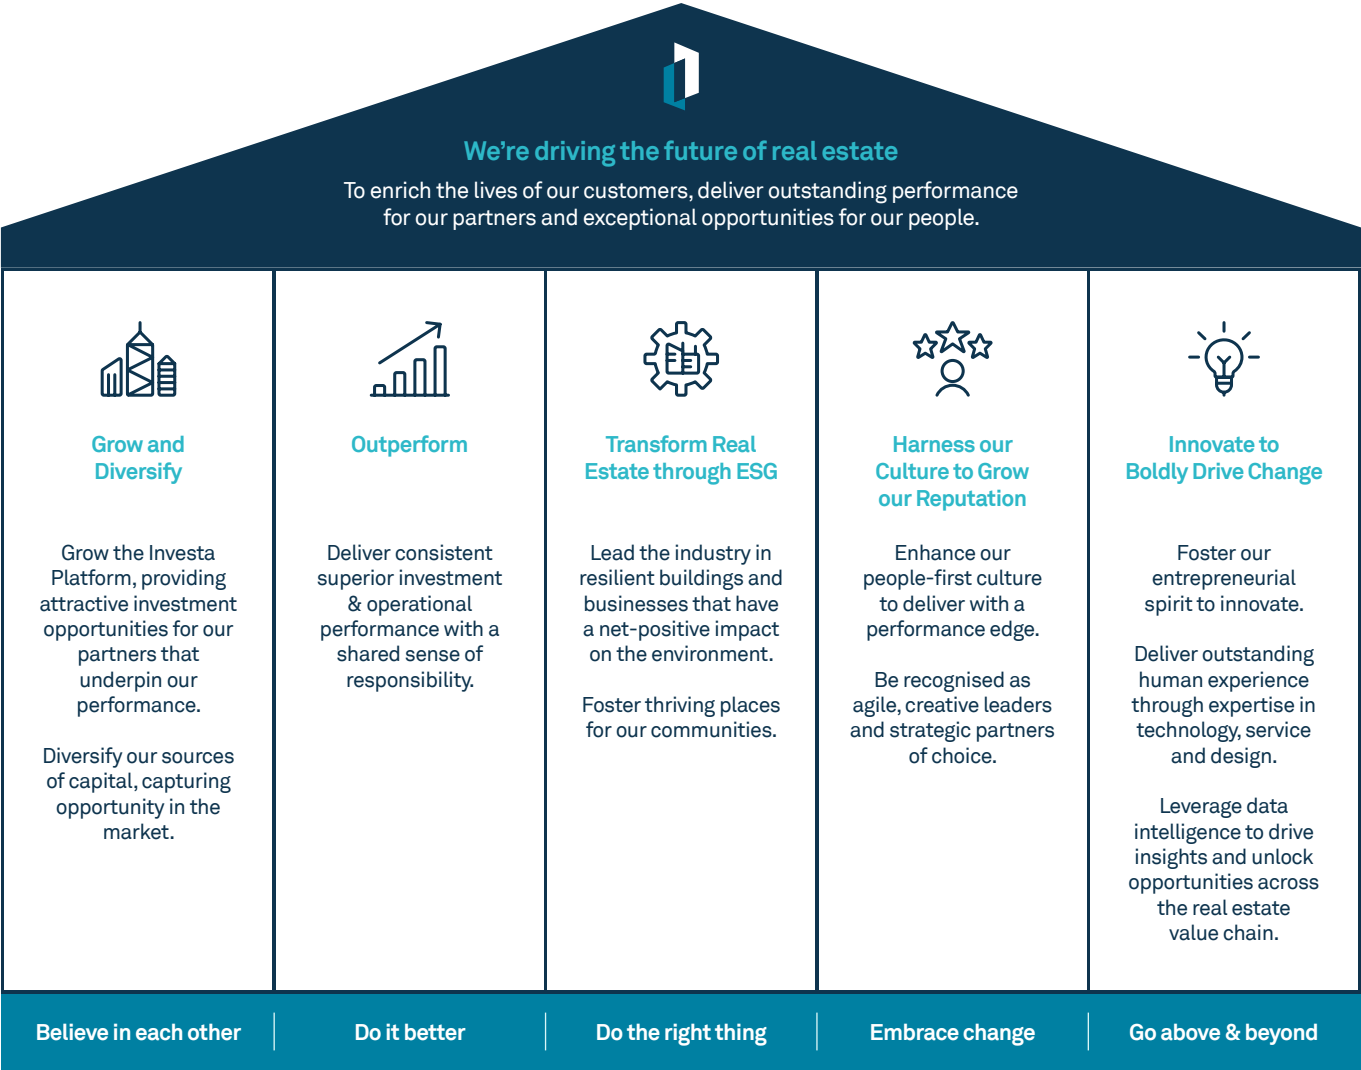 We're driving the future of real estate
To enrich the lives of our customers, deliver outstanding performance
for our partners and exceptional opportunities for our people.
Grow and
Diversify
Grow the Investa
Platform, providing
attractive investment
opportunities for our
partners that
underpin our
performance.
Diversify our sources
of capital, capturing
opportunity in the
market.
Outperform
Deliver consistent
superior investment
& operational
performance with a
shared sense of
responsibility.
Transform Real
Estate through ESG
Lead the industry in
resilient buildings and
businesses that have
a net-positive impact
on the environment.
Foster thriving places
for our communities.
Harness our
Culture to Grow
our Reputation
Enhance our
people-first culture
to deliver with a
performance edge.
Be recognised as
agile, creative leaders
and strategic partners
of choice.
Innovate to
Boldly Drive Change
Foster our
entrepreneurial
spirit to innovate.
Deliver outstanding
human experience
through expertise in
technology, service
and design.
Leverage data
intelligence to drive
insights and unlock
opportunities across
the real estate
value chain.
Believe in each other
Do it better
Do the right thing
Embrace change
Go above & beyond